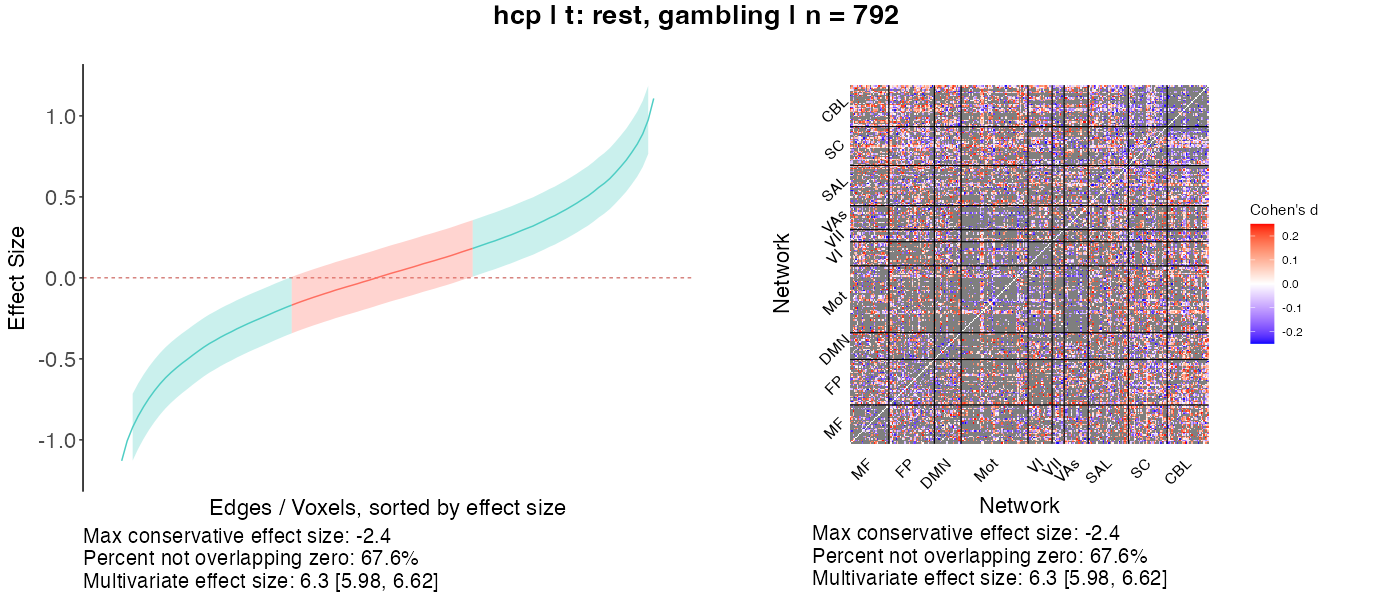 hcp | t: rest, gambling | n = 792
Effect Size
1.0
0.5
0.0
-0.5
-1.0
Edges / Voxels, sorted by effect size
Max conservative effect size: -2.4
Percent not overlapping zero: 67.6%
Multivariate effect size: 6.3 [5.98, 6.62]
Network
CBL
SC
SAL
VAs
VII
VI
Mot
DMN
FP
MF
MF
FP
DMN
Mot
VI
VII
VAs
SAL
SC
CBL
Network
Max conservative effect size: -2.4
Percent not overlapping zero: 67.6%
Multivariate effect size: 6.3 [5.98, 6.62]
Cohen's d
0.2
0.1
0.0
-0.1
-0.2